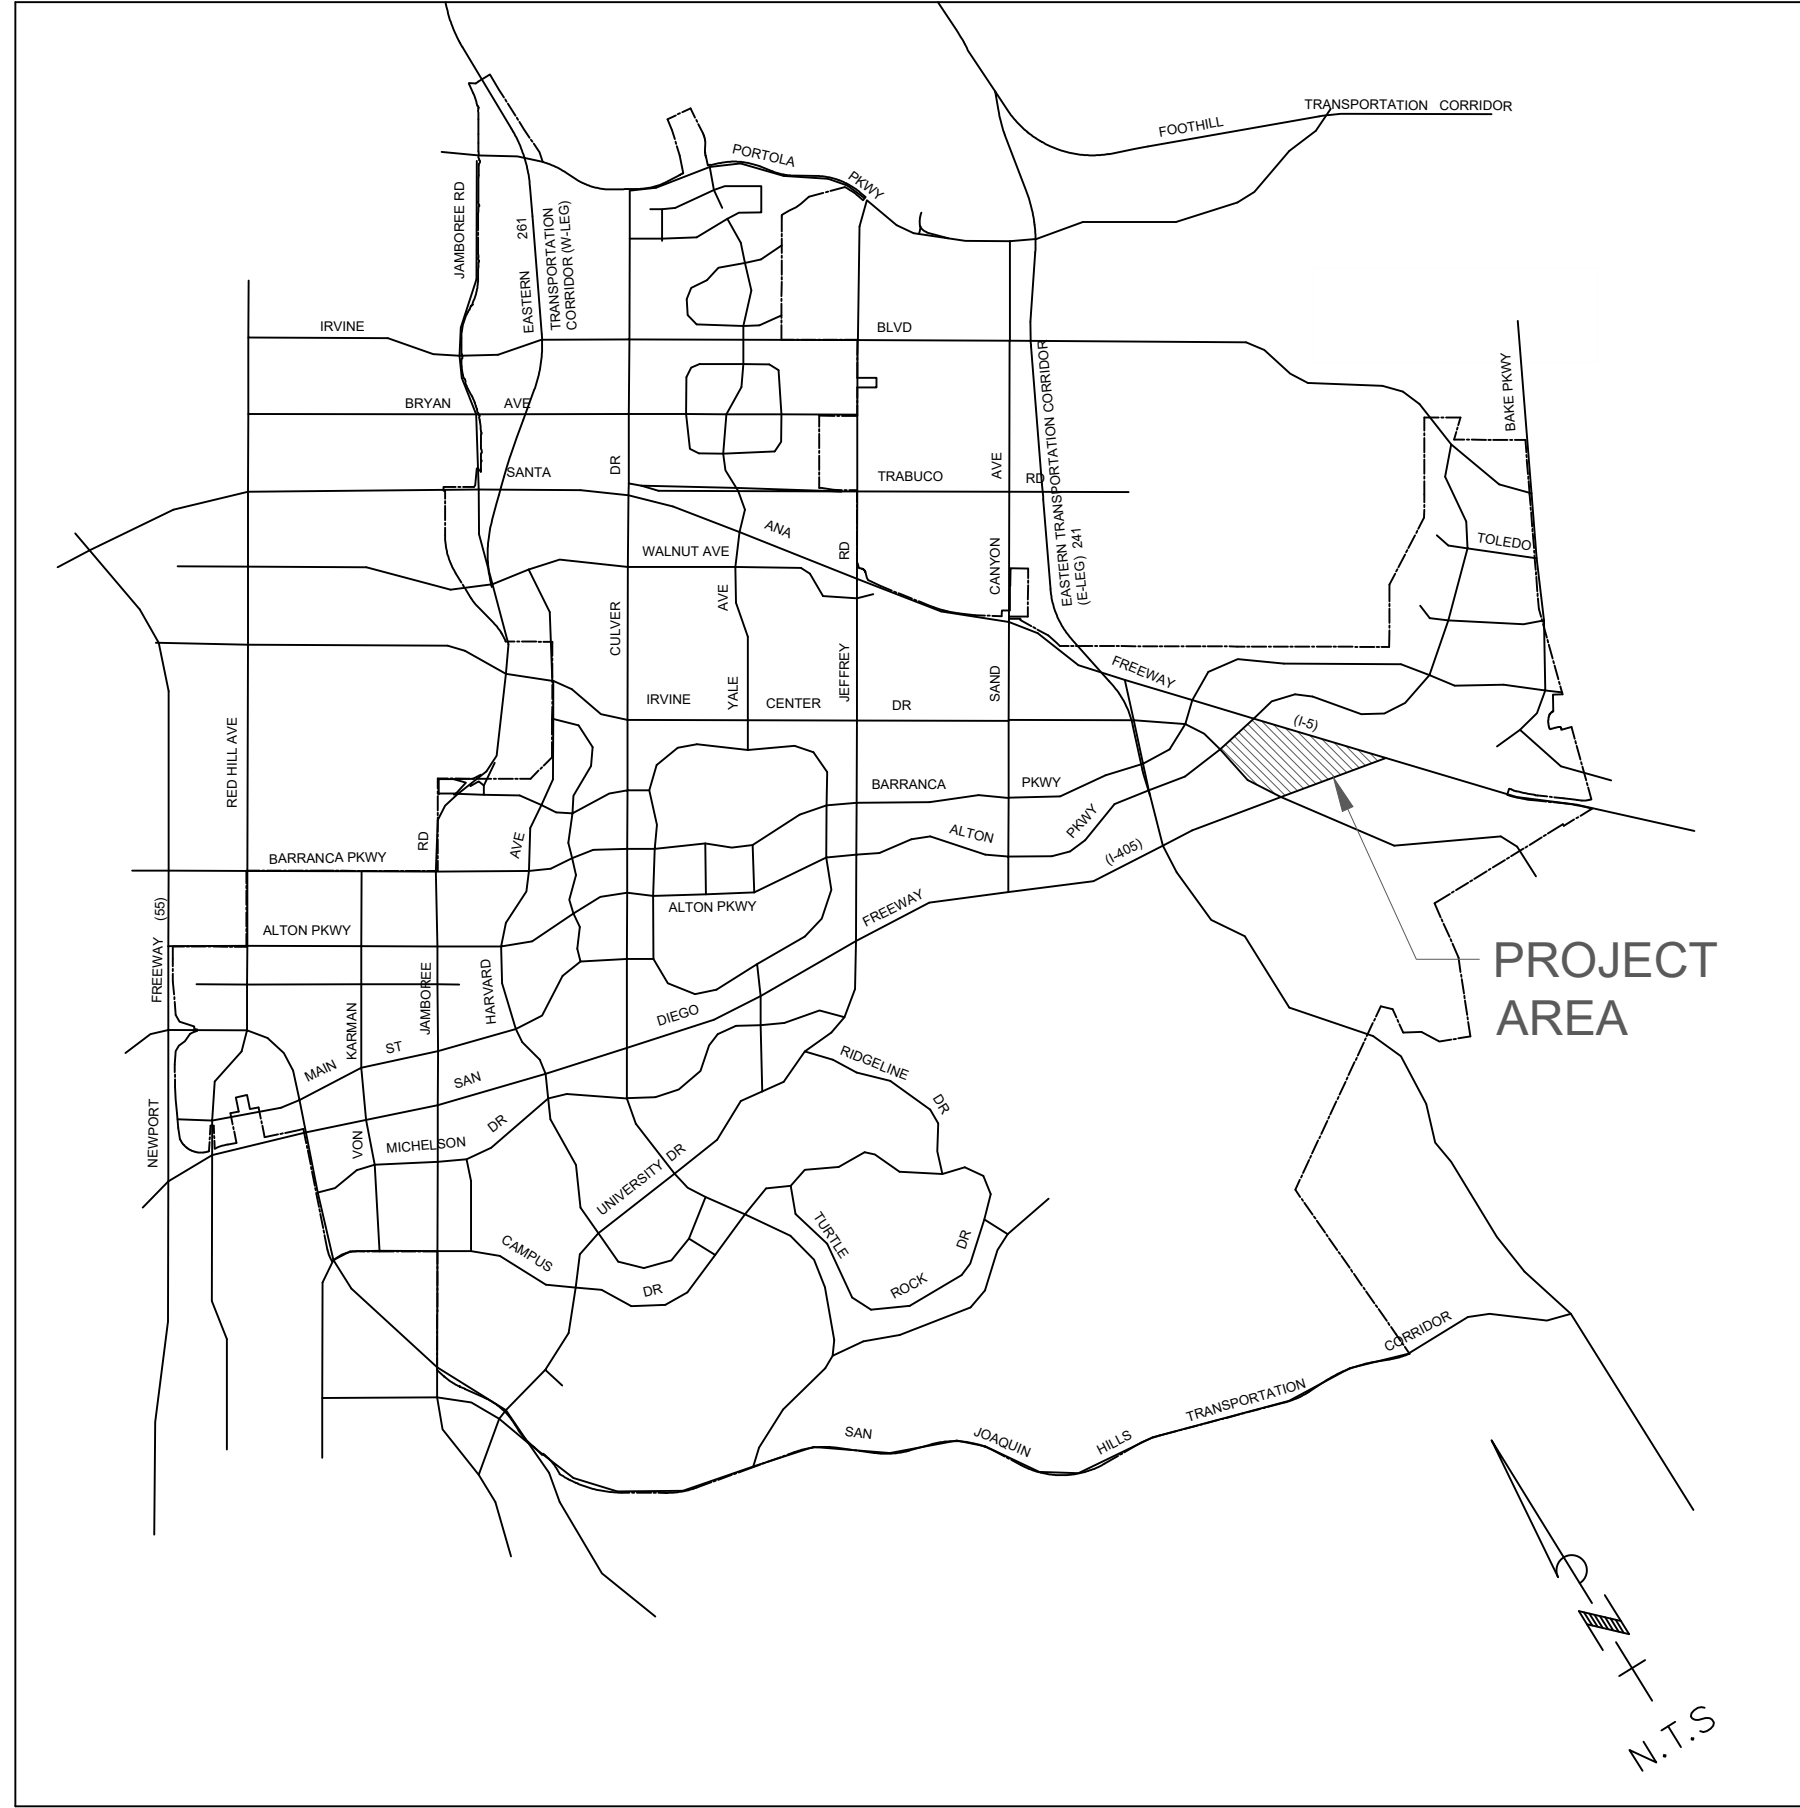 TRANSPORTATION CORRIDOR
FOOTHILL
PORTOLA
PKWY
JAMBOREE RD
261
EASTERN
TRANSPORTATION
CORRIDOR (W-LEG)
IRVINE
BLVD
BRYAN
AVE
BAKE PKWY
EASTERN TRANSPORTATION CORRIDOR
(E-LEG) 241
SANTA
DR
TRABUCO
AVE
RD
ANA
WALNUT AVE
RD
TOLEDO
CANYON
AVE
CULVER
JEFFREY
SAND
FREEWAY
YALE
IRVINE
CENTER
DR
(I-5)
RED HILL AVE
BARRANCA
PKWY
ALTON
PKWY
(I-405)
RD
AVE
BARRANCA PKWY
ALTON PKWY
FREEWAY
(55)
ALTON PKWY
FREEWAY
PROJECT
AREA
JAMBOREE
HARVARD
DIEGO
KARMAN
ST
MAIN
SAN
RIDGELINE
DR
NEWPORT
VON
MICHELSON
DR
UNIVERSITY DR
TURTLE
DR
ROCK
CAMPUS
DR
CORRIDOR
TRANSPORTATION
SAN
JOAQUIN
HILLS
N
N.T.S